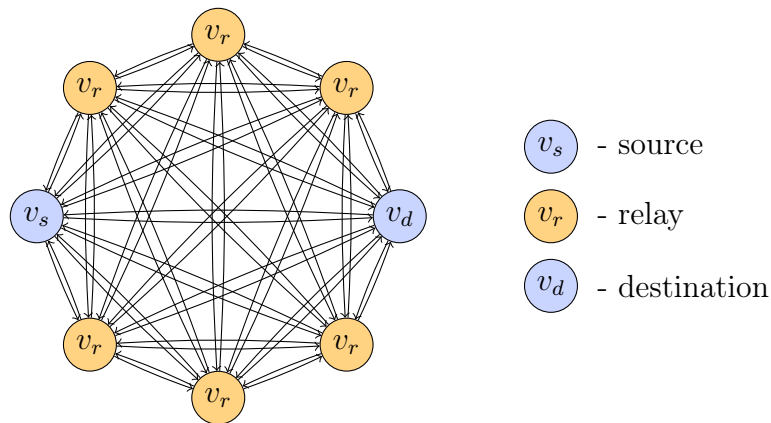 v_r
v_r
v_r
v_s
v_d
v_r
v_r
v_r
v_s - source
v_r - relay
v_d - destination